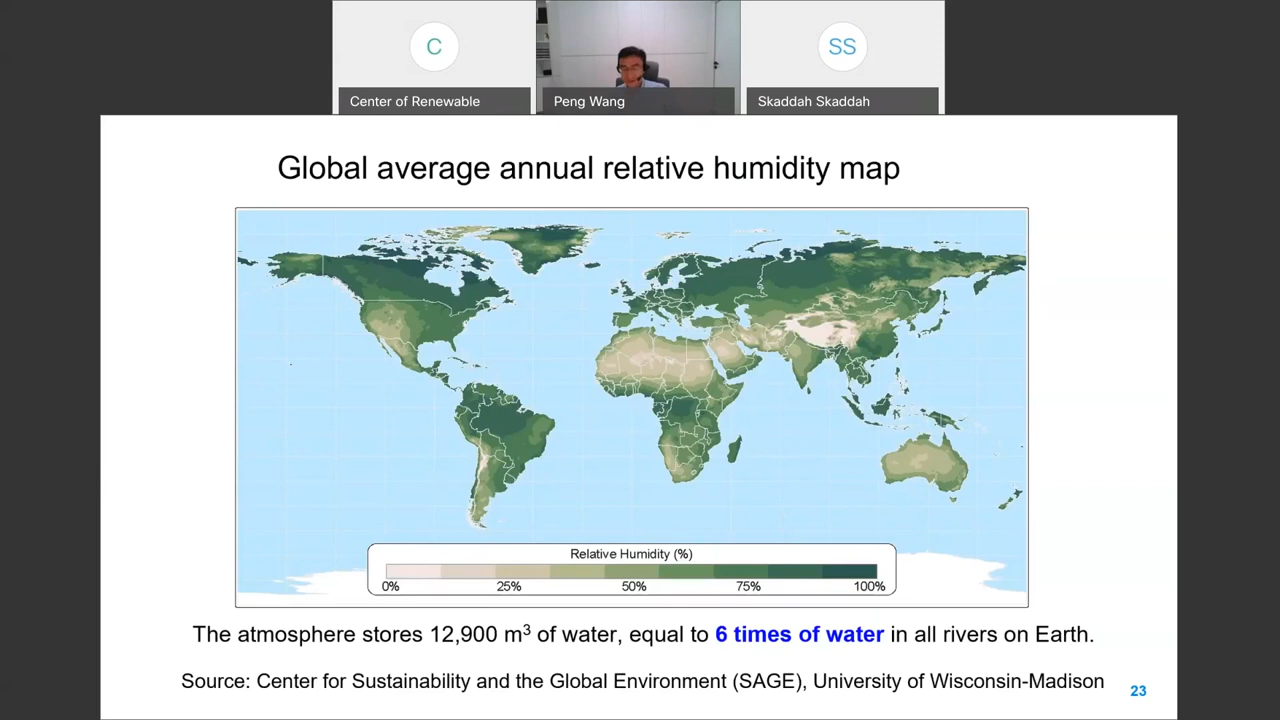 C
SS
Center of Renewable
Peng Wang
Skaddah Skaddah
Global average annual relative humidity map
Relative Humidity (%)
0% 25% 50% 75% 100%
The atmosphere stores 12,900 m³ of water, equal to 6 times of water in all rivers on Earth.
Source: Center for Sustainability and the Global Environment (SAGE), University of Wisconsin-Madison
23